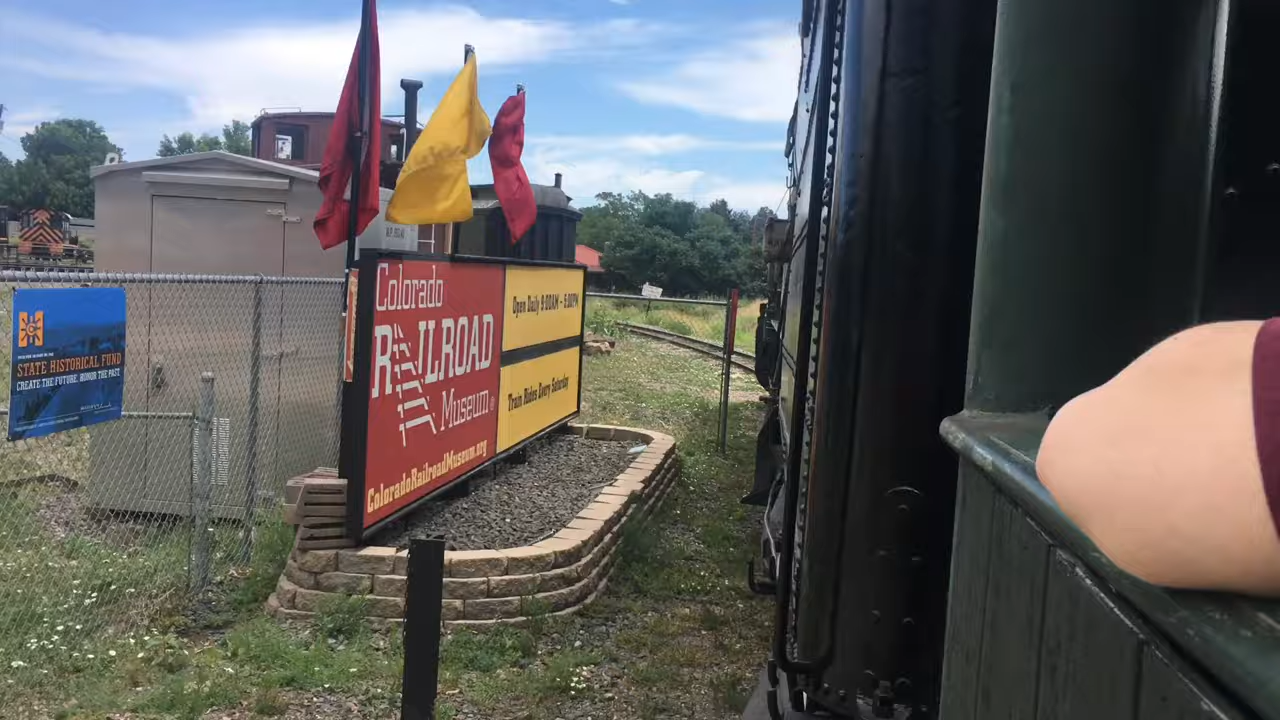 Colorado
RAILROAD
Museum
ColoradoRailroadMuseum.org
Open Daily 9:00AM - 5:00PM
Train Rides Every Saturday
STATE HISTORICAL FUND
CREATE THE FUTURE. HONOR THE PAST.